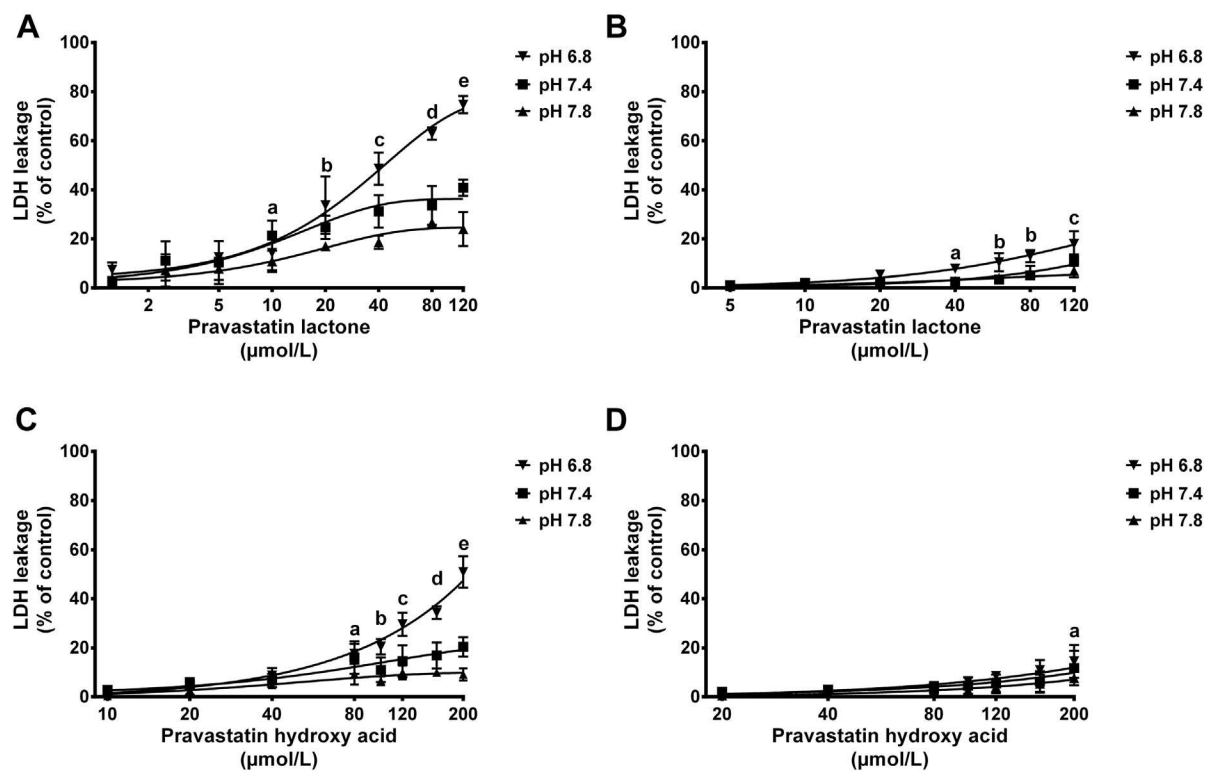 A
LDH leakage
(% of control)
100
80
60
40
20
0
a
b
c
d
e
pH 6.8
pH 7.4
pH 7.8
2 5 10 20 40 80 120
Pravastatin lactone
(µmol/L)
B
LDH leakage
(% of control)
100
80
60
40
20
0
a
b
b
c
pH 6.8
pH 7.4
pH 7.8
5 10 20 40 80 120
Pravastatin lactone
(µmol/L)
C
LDH leakage
(% of control)
100
80
60
40
20
0
a
b
c
d
e
pH 6.8
pH 7.4
pH 7.8
10 20 40 80 120 200
Pravastatin hydroxy acid
(µmol/L)
D
LDH leakage
(% of control)
100
80
60
40
20
0
a
pH 6.8
pH 7.4
pH 7.8
20 40 80 120 200
Pravastatin hydroxy acid
(µmol/L)